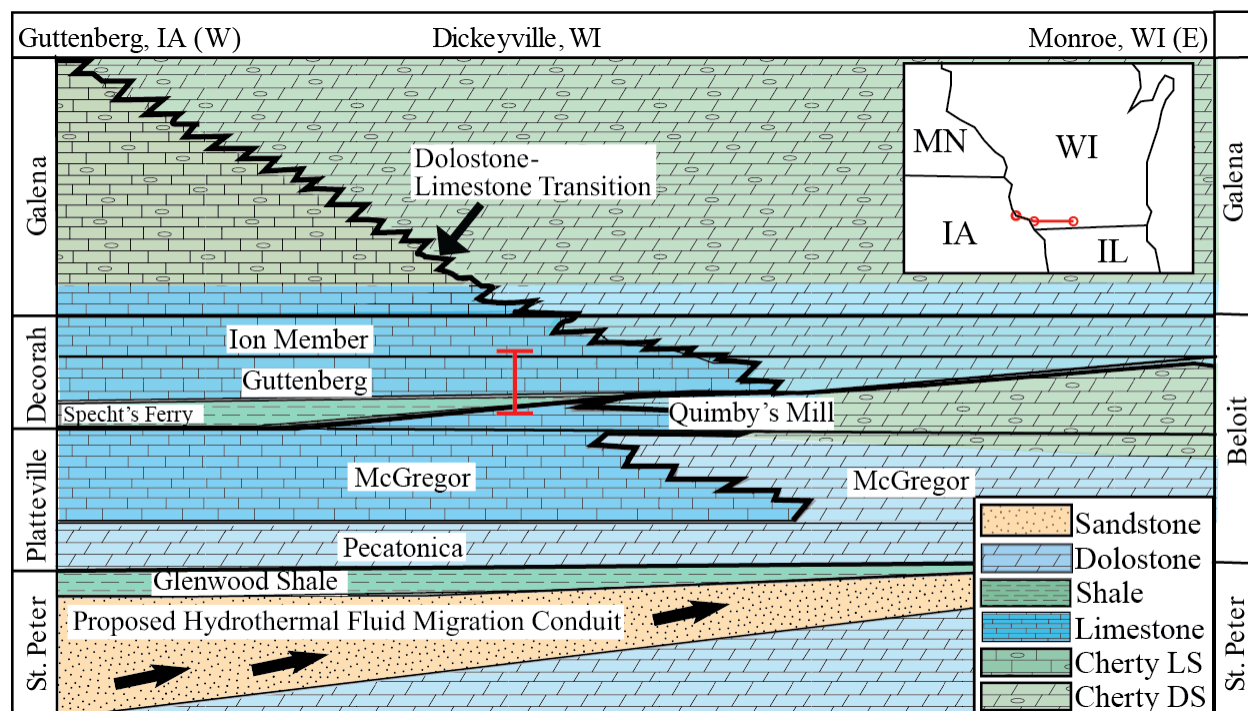 Guttenberg, IA (W)
Dickeyville, WI
Monroe, WI (E)
Galena
Decorah
Platteville
St. Peter
Dolostone-
Limestone Transition
MN
WI
IA
IL
Galena
Beloit
St. Peter
Ion Member
Guttenberg
Specht's Ferry
Quimby's Mill
McGregor
McGregor
Pecatonica
Glenwood Shale
Proposed Hydrothermal Fluid Migration Conduit
Sandstone
Dolostone
Shale
Limestone
Cherty LS
Cherty DS